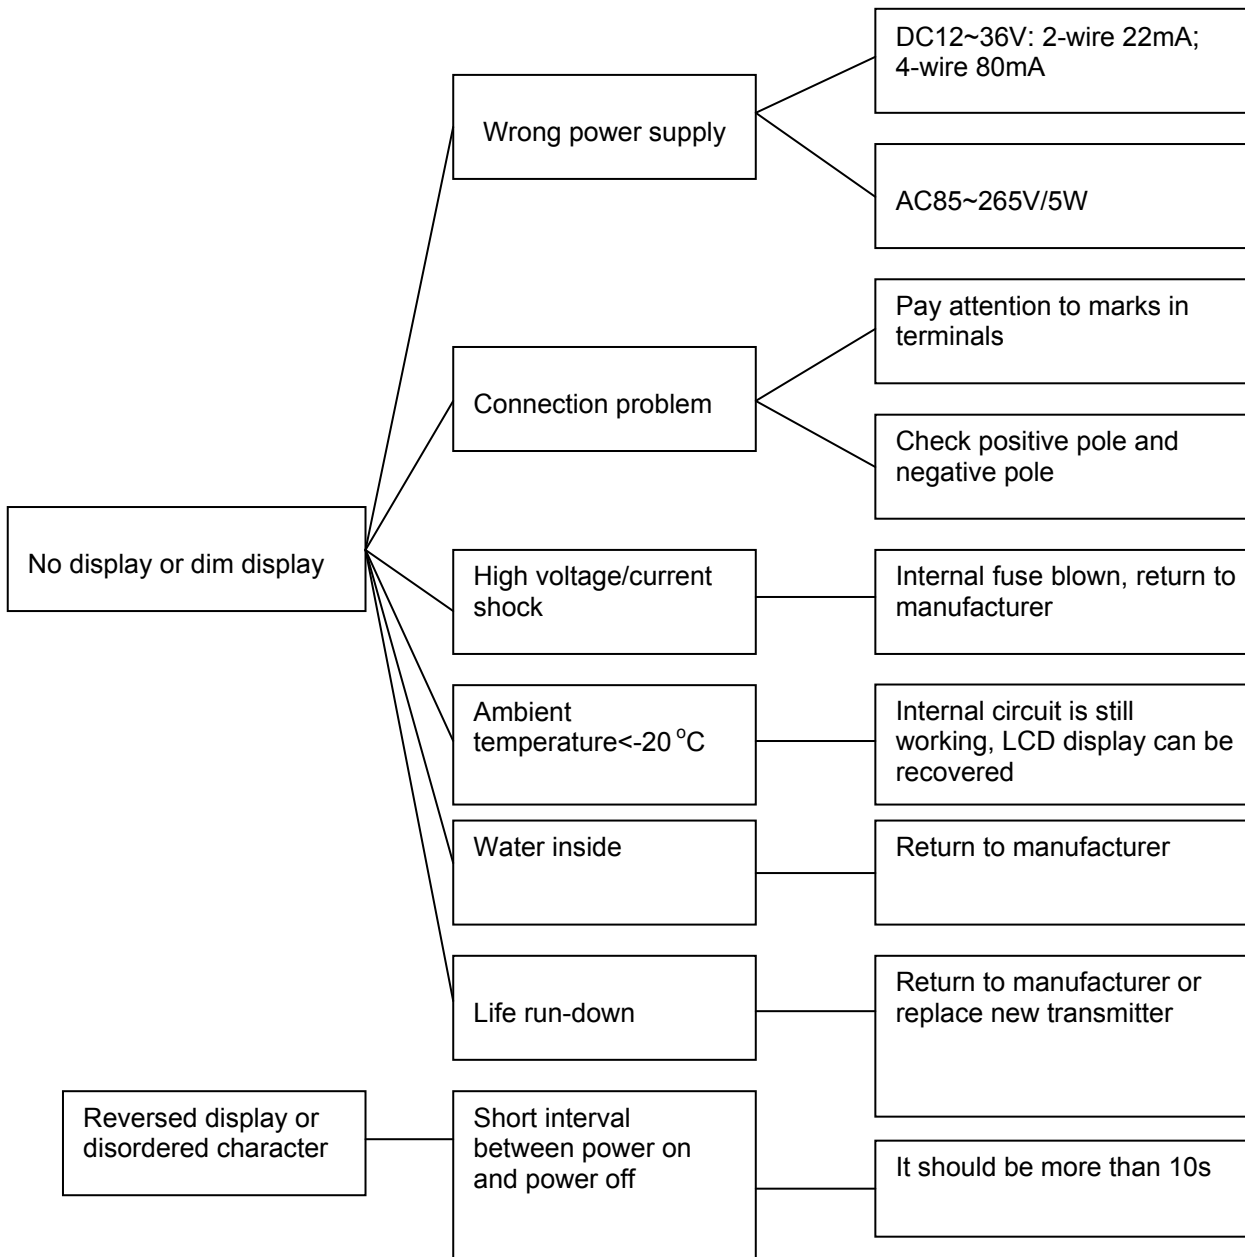 DC12~36V: 2-wire 22mA;
4-wire 80mA
Wrong power supply
AC85~265V/5W
Pay attention to marks in
terminals
Connection problem
Check positive pole and
negative pole
No display or dim display
High voltage/current
shock
Internal fuse blown, return to
manufacturer
Ambient
temperature<-20 °C
Internal circuit is still
working, LCD display can be
recovered
Water inside
Return to manufacturer
Life run-down
Return to manufacturer or
replace new transmitter
Reversed display or
disordered character
Short interval
between power on
and power off
It should be more than 10s